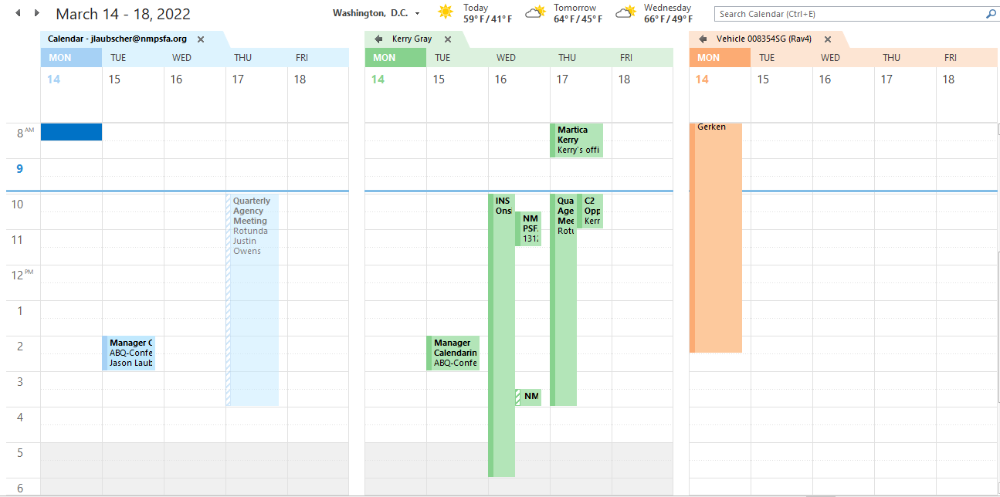 March 14 - 18, 2022
Washington, D.C.
Today
59° F / 41° F
Tomorrow
64° F / 45° F
Wednesday
66° F / 49° F
Search Calendar (Ctrl+E)
Calendar - jlaubscher@nmpsfa.org
Kerry Gray
Vehicle 008354SG (Rav4)
MON TUE WED THU FRI
MON TUE WED THU FRI
MON TUE WED THU FRI
14 15 16 17 18
14 15 16 17 18
14 15 16 17 18
8 AM
9
10
11
12 PM
1
2
3
4
5
6
Quarterly
Agency
Meeting
Rotunda
Justin
Owens
Manager C
ABQ-Confe
Jason Laub
Martica
Kerry
Kerry's offi
INS
Ons
NM
PSF.
131
Qua
Age
Mee
Rotu
C2
Opp
Kerr
Manager
Calendarin
ABQ-Confe
NM
Gerken